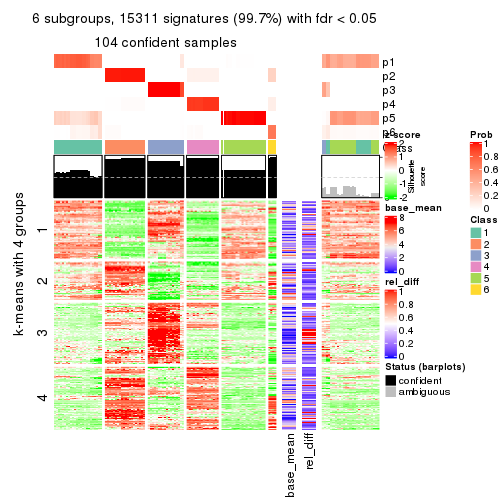 6 subgroups, 15311 signatures (99.7%) with fdr < 0.05
104 confident samples
p1
p2
p3
p4
p5
p6
Class
k-means with 4 groups
1
2
3
4
Silhouette score
base_mean
rel_diff
z-score
2
1
0
-1
-2
base_mean
8
6
4
2
0
rel_diff
1
0.8
0.6
0.4
0.2
0
Status (barplots)
confident
ambiguous
Prob
1
0.8
0.6
0.4
0.2
0
Class
1
2
3
4
5
6